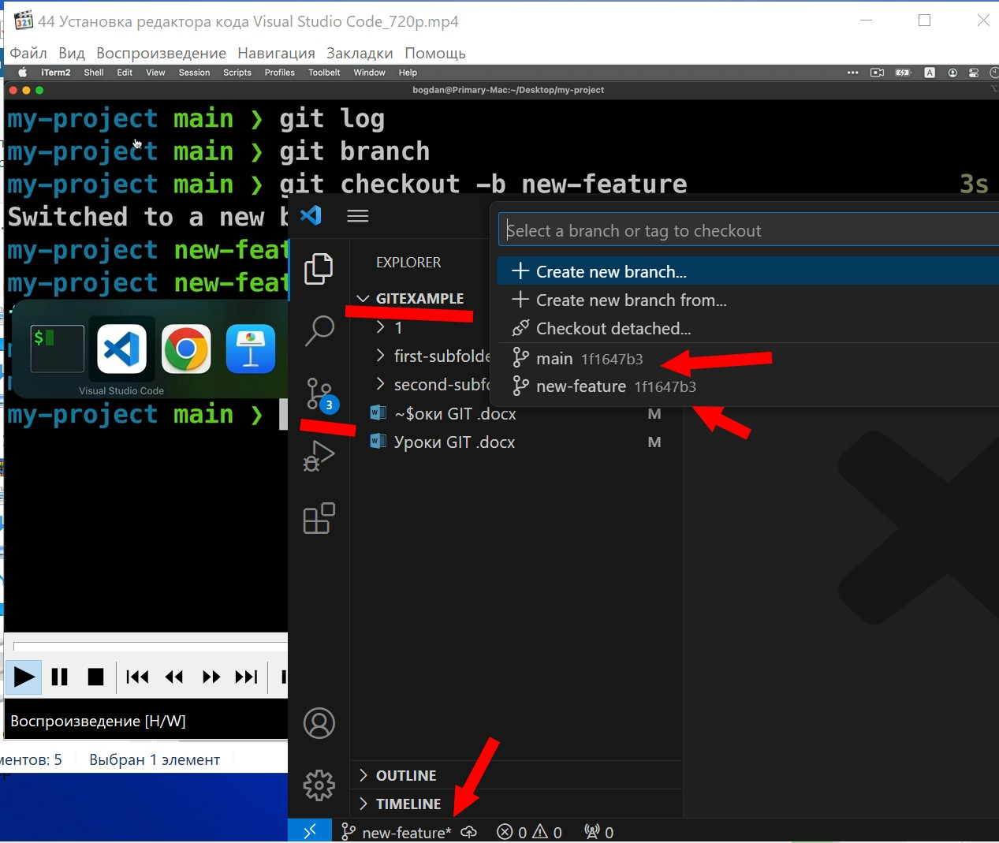 44 Установка редактора кода Visual Studio Code_720p.mp4
Файл Вид Воспроизведение Навигация Закладки Помощь
iTerm2 Shell Edit View Session Scripts Profiles Toolbelt Window Help
A
bogdan@Primary-Mac:~/Desktop/my-project
my-project main ❯ git log
my-project main ❯ git branch
my-project main ❯ git checkout -b new-feature 3s
Switched to a new b
my-project new-feat
my-project new-feat
$
Visual Studio Code
my-project main ❯
Select a branch or tag to checkout
Create new branch...
Create new branch from...
Checkout detached...
main 1f1647b3
new-feature 1f1647b3
EXPLORER
GITEXAMPLE
1
first-subfolde
second-subfo
~$оки GIT .docx M
Уроки GIT .docx M
3
OUTLINE
TIMELINE
new-feature* 0 0 0
Воспроизведение [H/W]
ментов: 5 Выбран 1 элемент